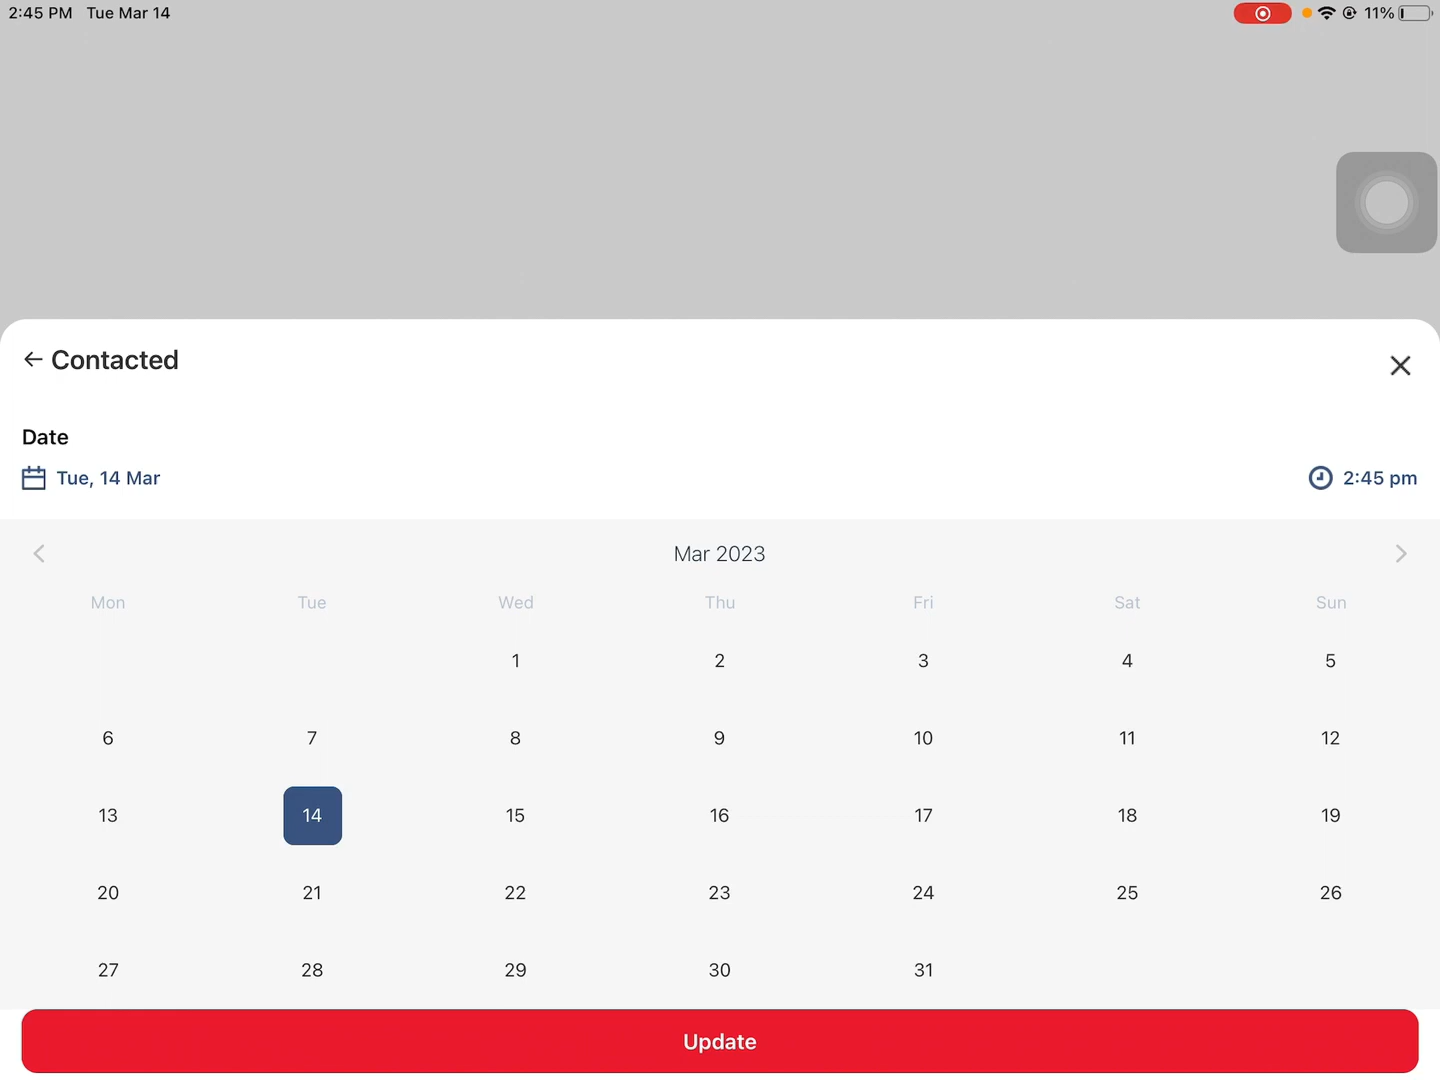 2:45 PM Tue Mar 14 11%
Contacted
Date
Tue, 14 Mar 2:45 pm
Mar 2023
Mon Tue Wed Thu Fri Sat Sun
1 2 3 4 5
6 7 8 9 10 11 12
13 14 15 16 17 18 19
20 21 22 23 24 25 26
27 28 29 30 31
Update